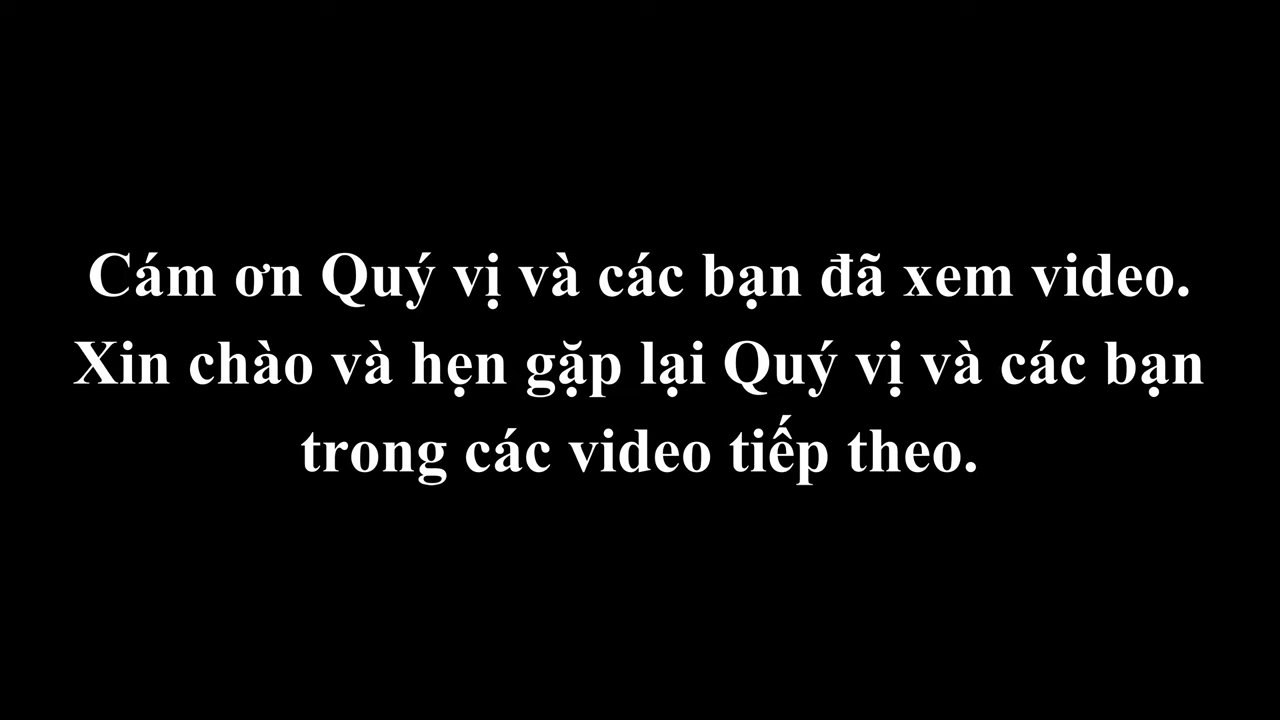 Cám ơn Quý vị và các bạn đã xem video.
Xin chào và hẹn gặp lại Quý vị và các bạn
trong các video tiếp theo.